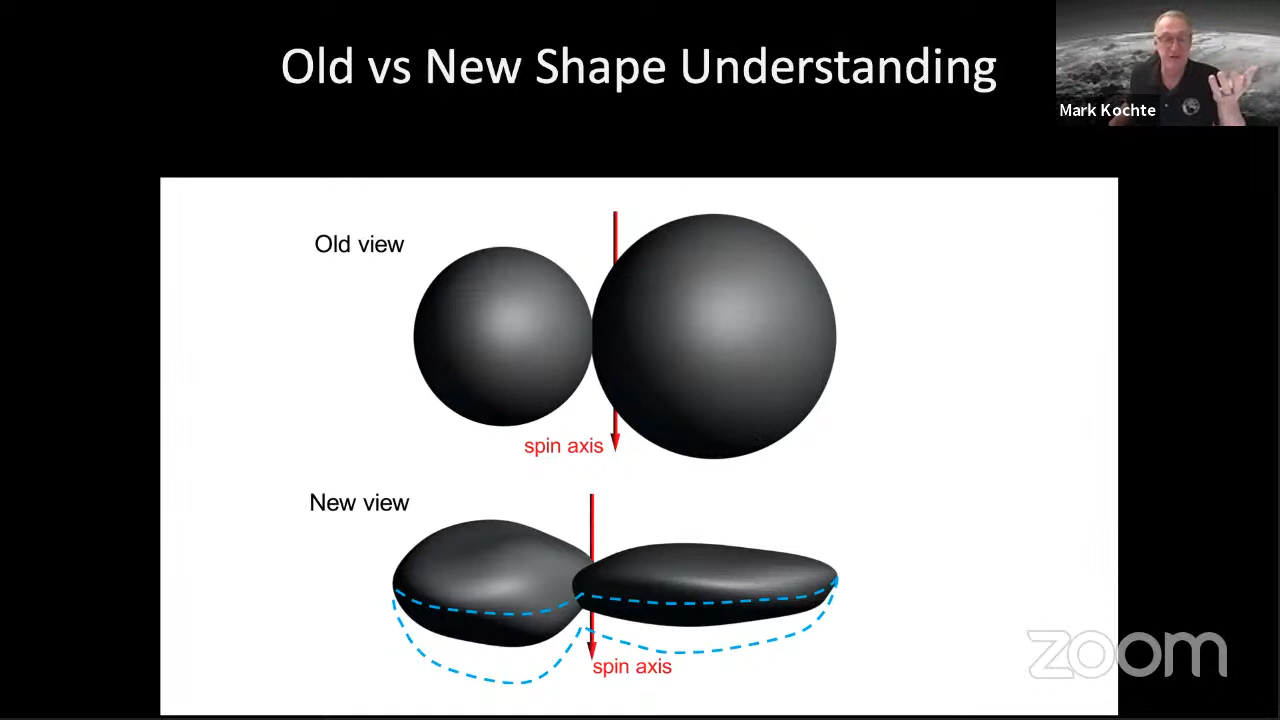 Old vs New Shape Understanding
Mark Kochte
Old view
spin axis
New view
spin axis
zoom